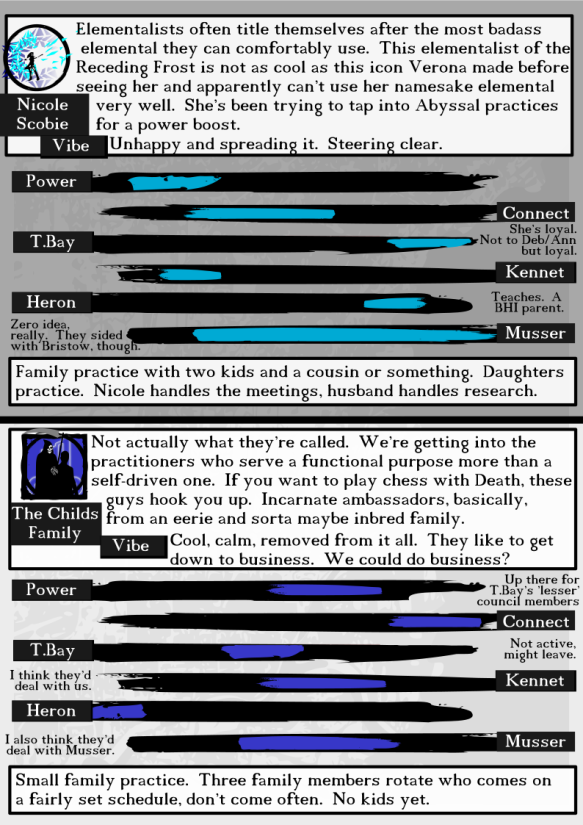 Elementalists often title themselves after the most badass
elemental they can comfortably use. This elementalist of the
Receding Frost is not as cool as this icon Verona made before
seeing her and apparently can't use her namesake elemental
very well. She's been trying to tap into Abyssal practices
for a power boost.
Nicole
Scobie
Vibe
Unhappy and spreading it. Steering clear.
Power
Connect
T.Bay
She's loyal.
Not to Deb/Ann
but loyal.
Kennet
Heron
Teaches. A
BHI parent.
Zero idea,
really. They sided
with Bristow, though.
Musser
Family practice with two kids and a cousin or something. Daughters
practice. Nicole handles the meetings, husband handles research.
Not actually what they're called. We're getting into the
practitioners who serve a functional purpose more than a
self-driven one. If you want to play chess with Death, these
guys hook you up. Incarnate ambassadors, basically,
from an eerie and sorta maybe inbred family.
The Childs
Family
Vibe
Cool, calm, removed from it all. They like to get
down to business. We could do business?
Power
Up there for
T.Bay's 'lesser'
council members
Connect
T.Bay
Not active,
might leave.
I think they'd
deal with us.
Kennet
Heron
I also think they'd
deal with Musser.
Musser
Small family practice. Three family members rotate who comes on
a fairly set schedule, don't come often. No kids yet.